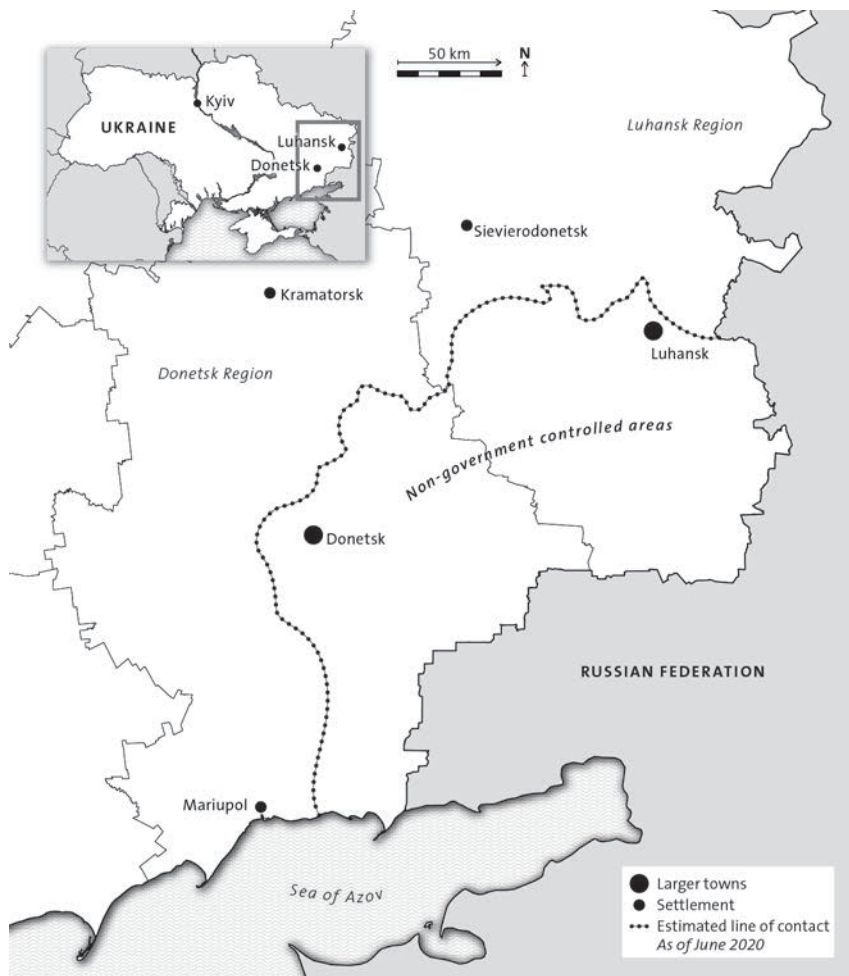 50 km
N
Kyiv
UKRAINE
Luhansk
Donetsk
Luhansk Region
Sievierodonetsk
Kramatorsk
Luhansk
Donetsk Region
Non-government controlled areas
Donetsk
RUSSIAN FEDERATION
Mariupol
Sea of Azov
Larger towns
Settlement
Estimated line of contact
As of June 2020